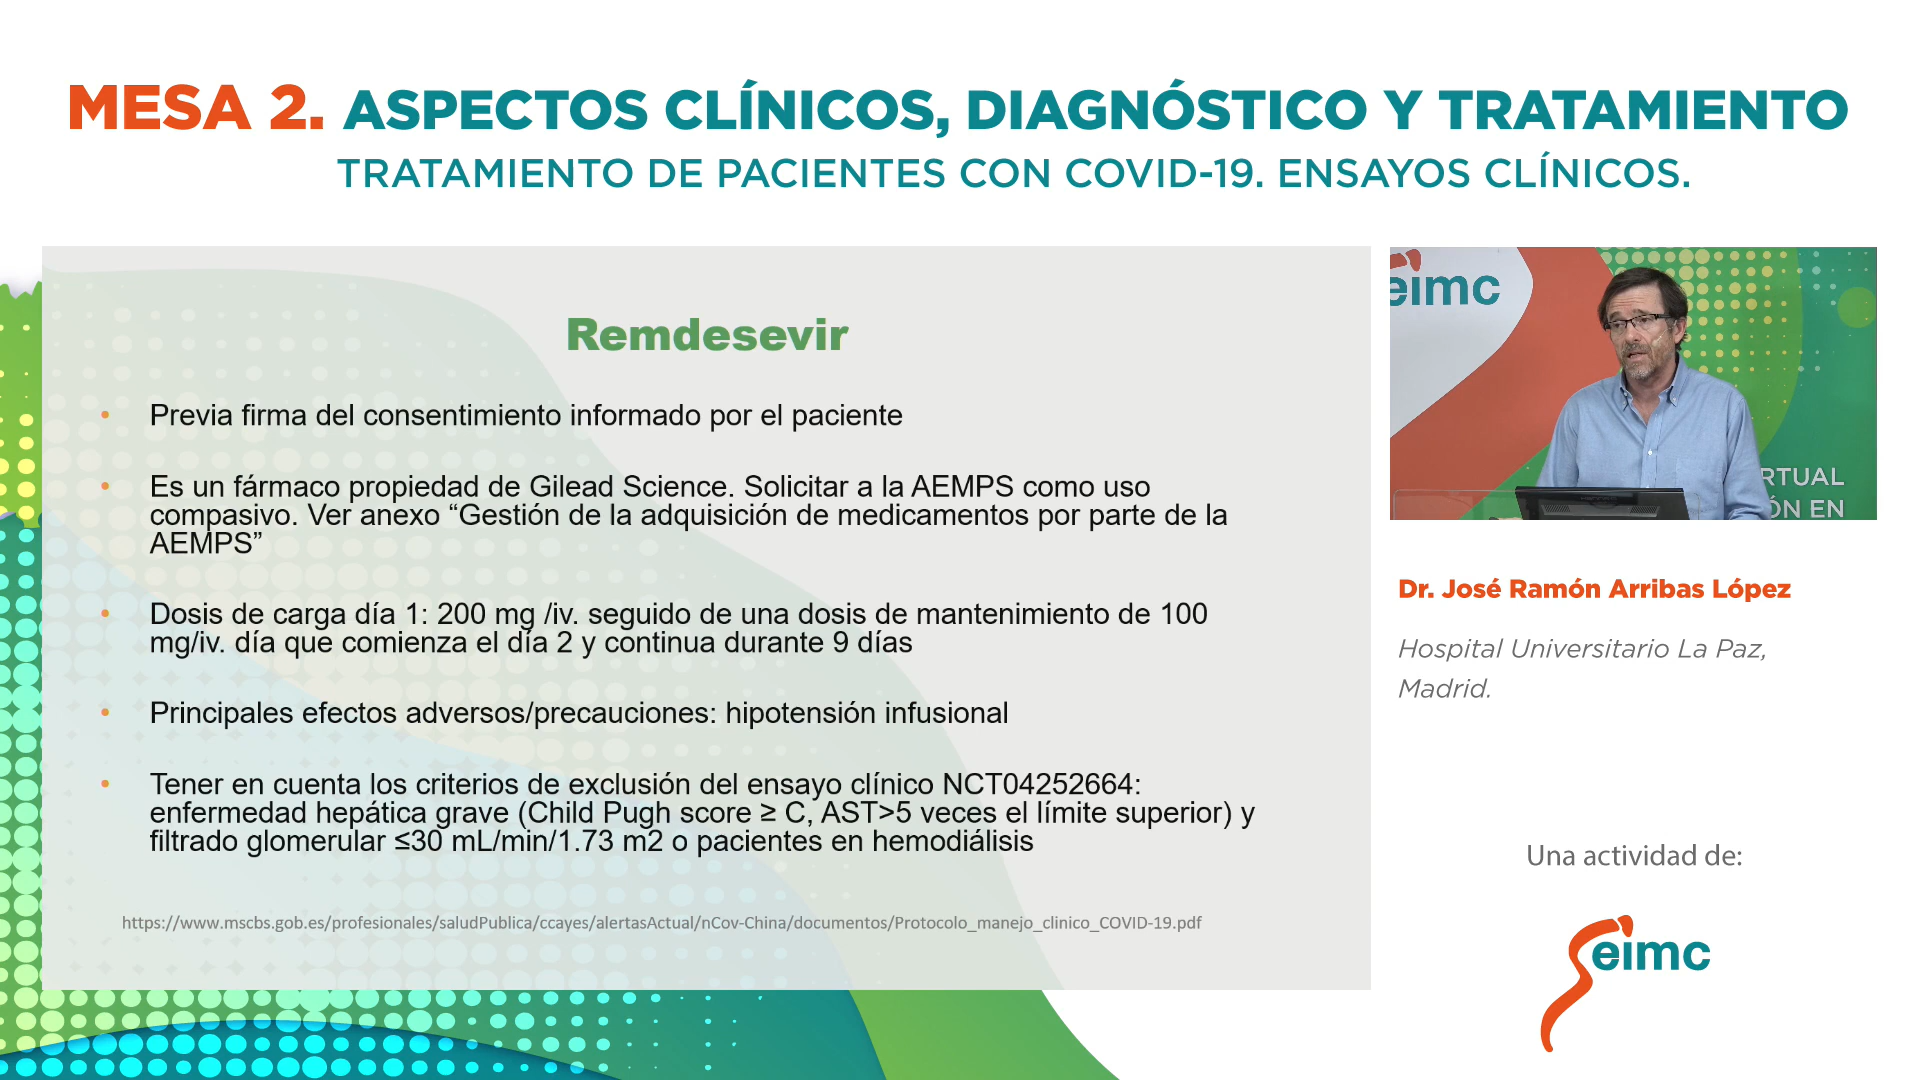 MESA 2. ASPECTOS CLÍNICOS, DIAGNÓSTICO Y TRATAMIENTO
TRATAMIENTO DE PACIENTES CON COVID-19. ENSAYOS CLÍNICOS.
Remdesevir
• Previa firma del consentimiento informado por el paciente
• Es un fármaco propiedad de Gilead Science. Solicitar a la AEMPS como uso
compasivo. Ver anexo “Gestión de la adquisición de medicamentos por parte de la
AEMPS”
• Dosis de carga día 1: 200 mg /iv. seguido de una dosis de mantenimiento de 100
mg/iv. día que comienza el día 2 y continua durante 9 días
• Principales efectos adversos/precauciones: hipotensión infusional
• Tener en cuenta los criterios de exclusión del ensayo clínico NCT04252664:
enfermedad hepática grave (Child Pugh score ≥ C, AST>5 veces el límite superior) y
filtrado glomerular ≤30 mL/min/1.73 m2 o pacientes en hemodiálisis
https://www.mscbs.gob.es/profesionales/saludPublica/ccayes/alertasActual/nCov-China/documentos/Protocolo_manejo_clinico_COVID-19.pdf
eimc
RTUAL
ÓN EN
Dr. José Ramón Arribas López
Hospital Universitario La Paz,
Madrid.
Una actividad de:
Seimc